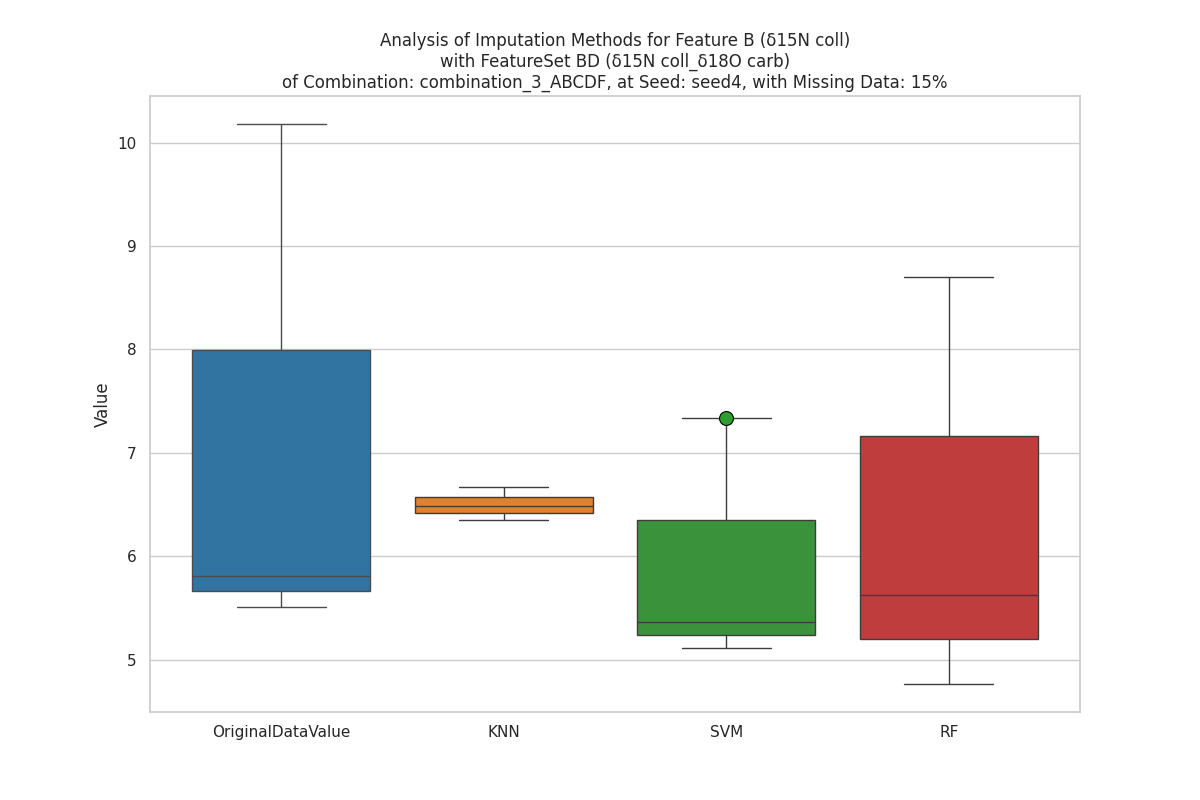 Analysis of Imputation Methods for Feature B (δ15N coll)
with FeatureSet BD (δ15N coll_δ18O carb)
of Combination: combination_3_ABCDF, at Seed: seed4, with Missing Data: 15%
10
9
8
7
6
5
Value
OriginalDataValue
KNN
SVM
RF